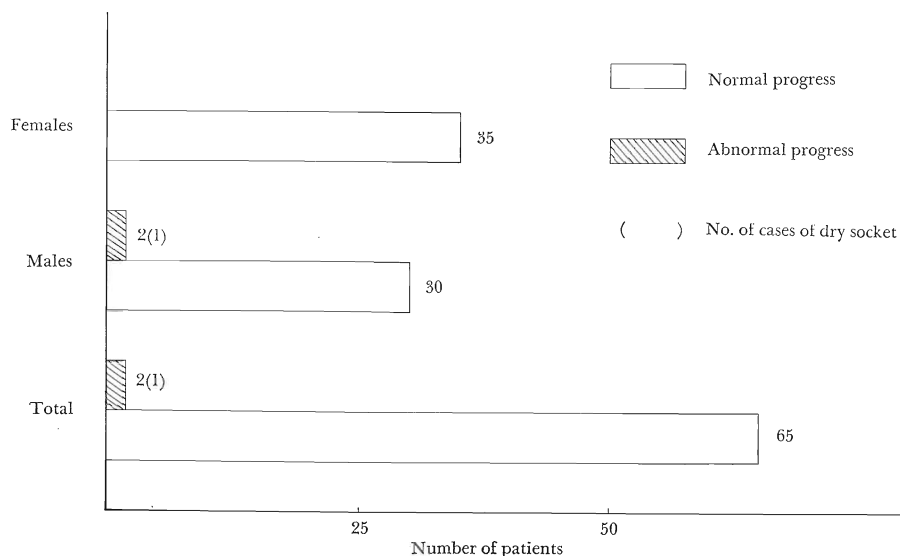 Females
35
2(1)
Males
30
2(1)
Total
65
25
50
Number of patients
Normal progress
Abnormal progress
( ) No. of cases of dry socket